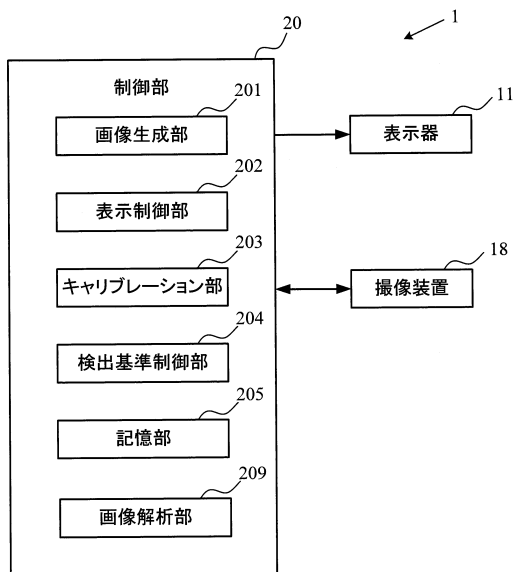 20
1
制御部
201
画像生成部
11
表示器
202
表示制御部
203
キャリブレーション部
18
撮像装置
204
検出基準制御部
205
記憶部
209
画像解析部